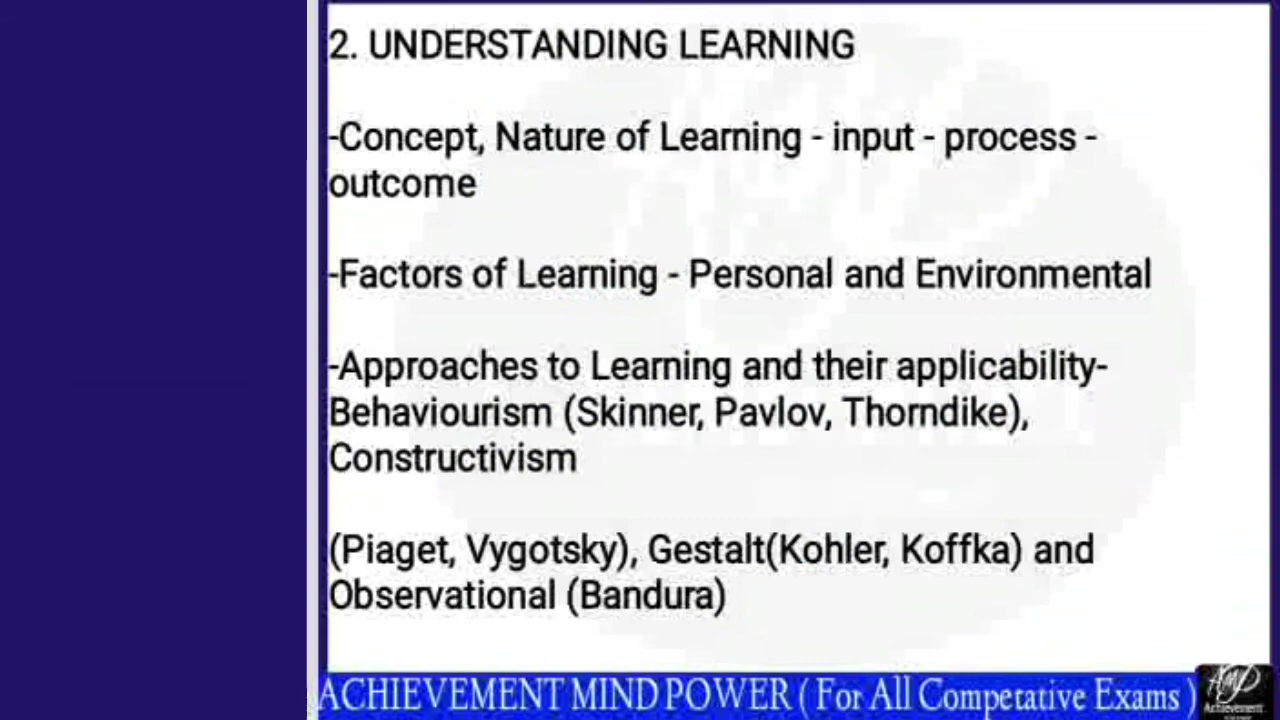 2. UNDERSTANDING LEARNING
-Concept, Nature of Learning - input - process -
outcome
-Factors of Learning - Personal and Environmental
-Approaches to Learning and their applicability-
Behaviourism (Skinner, Pavlov, Thorndike),
Constructivism
(Piaget, Vygotsky), Gestalt(Kohler, Koffka) and
Observational (Bandura)
ACHIEVEMENT MIND POWER ( For All Competative Exams )
AMP
Achievement